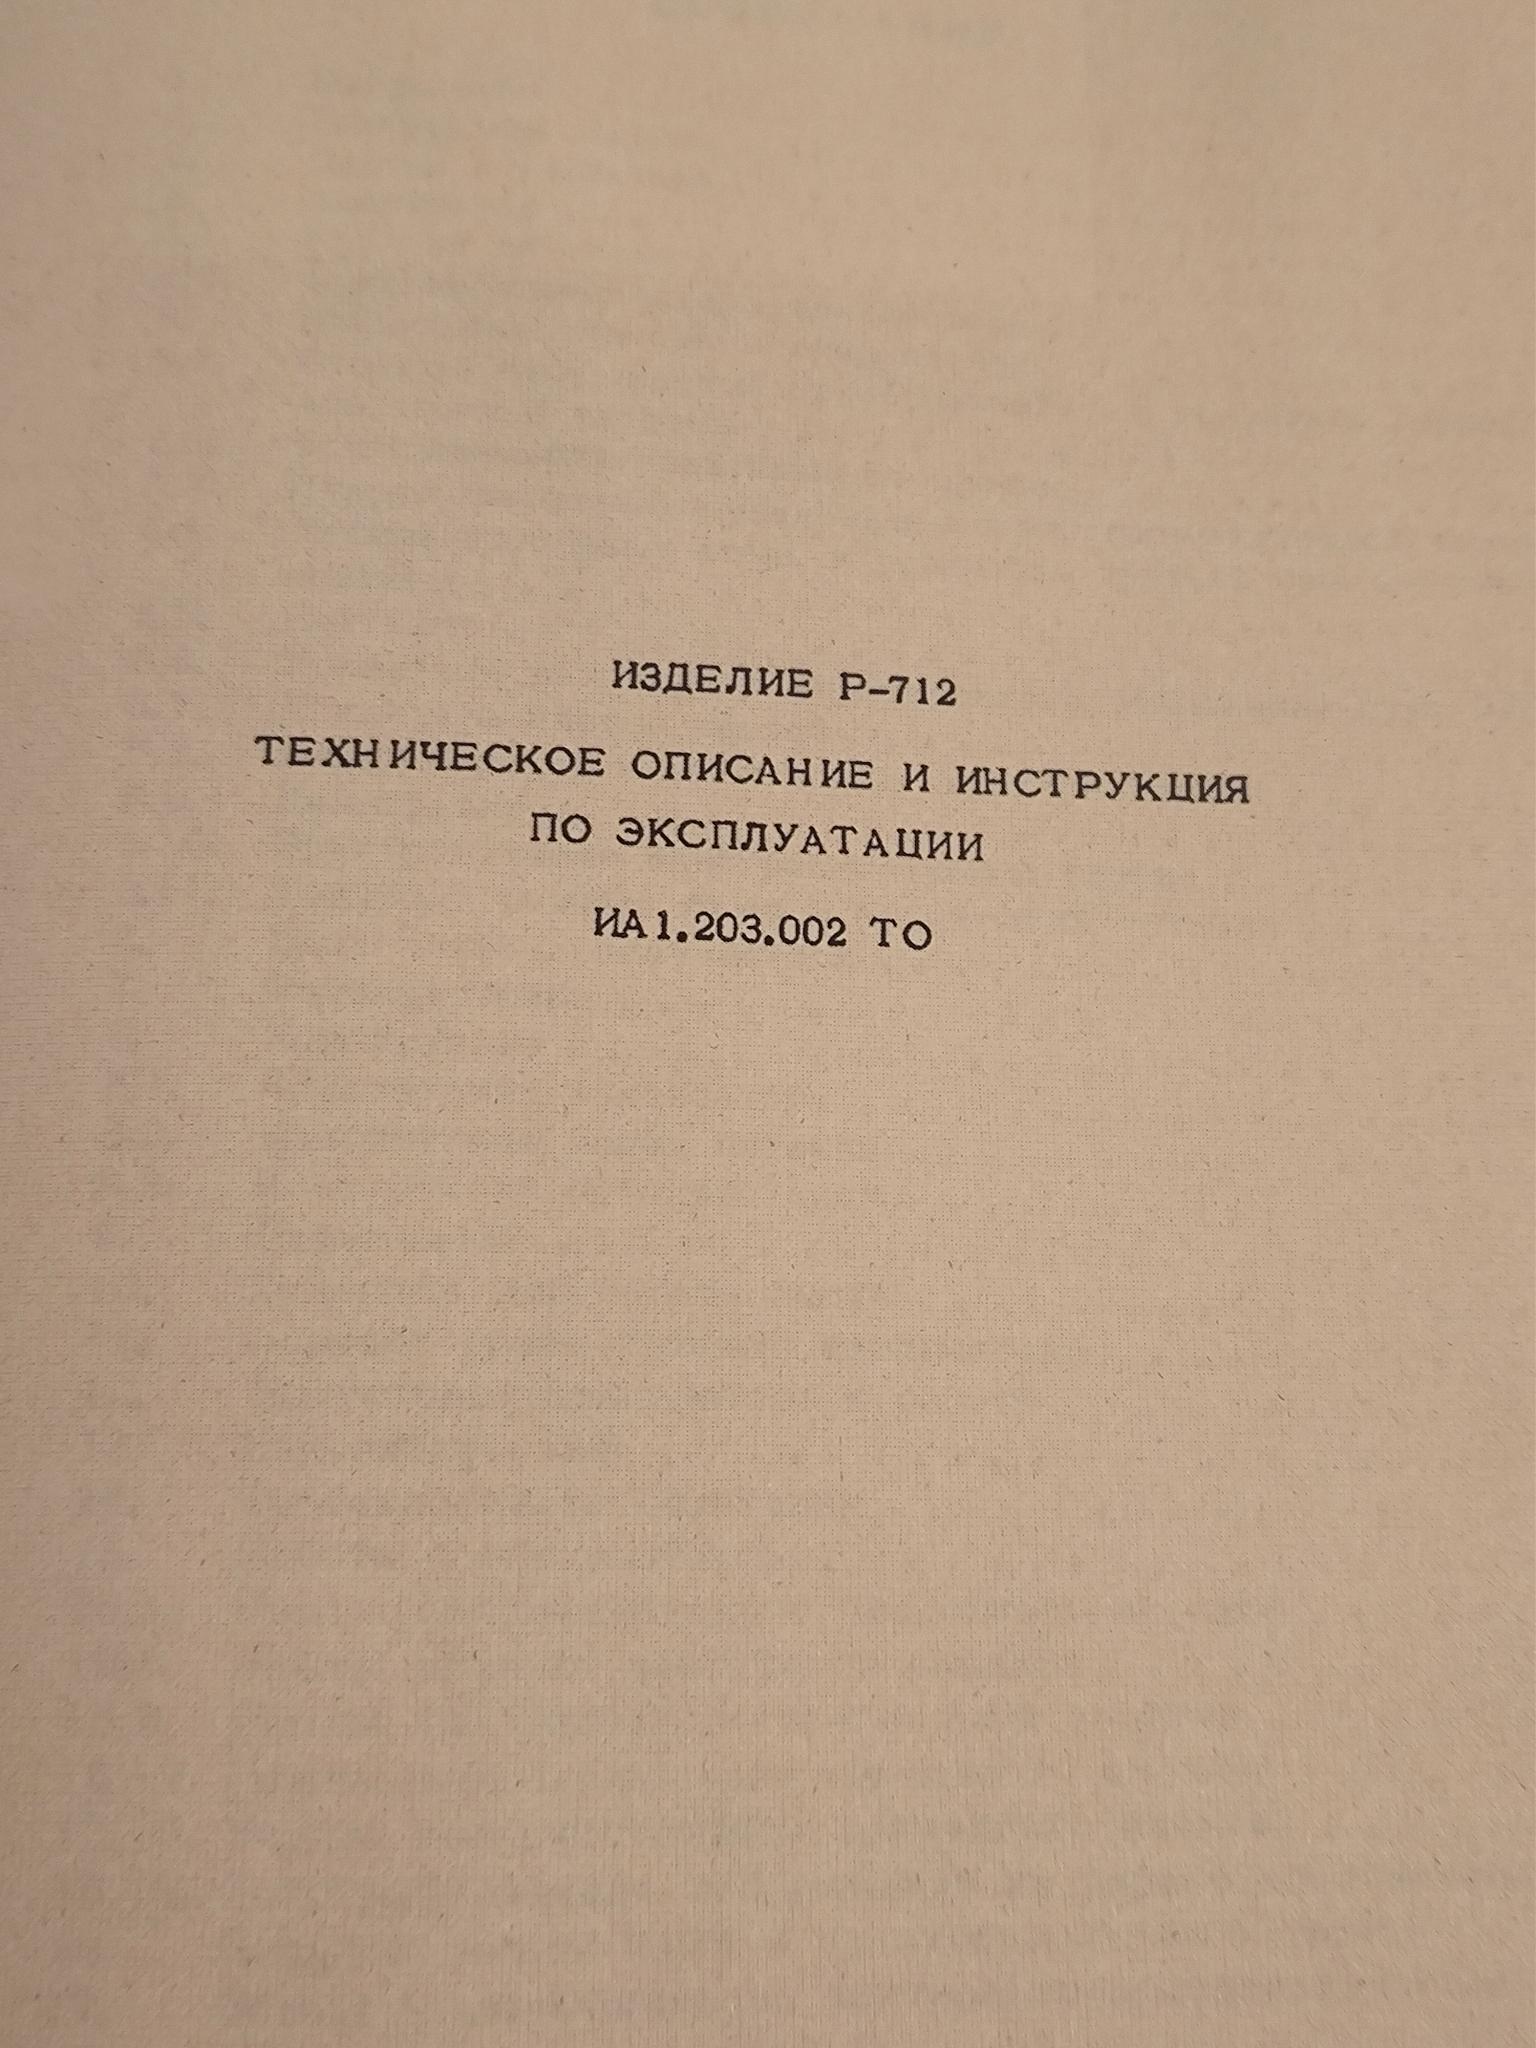 ИЗДЕЛИЕ Р-712
ТЕХНИЧЕСКОЕ ОПИСАНИЕ И ИНСТРУКЦИЯ
ПО ЭКСПЛУАТАЦИИ
ИА1.203.002 ТО